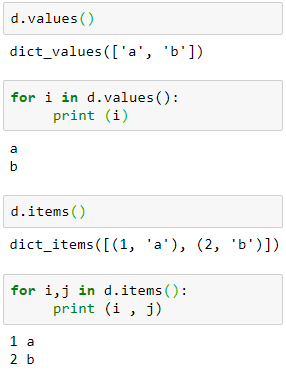 d.values()
dict_values(['a', 'b'])
for i in d.values():
     print (i)
a
b
d.items()
dict_items([(1, 'a'), (2, 'b')])
for i,j in d.items():
     print (i , j)
1 a
2 b